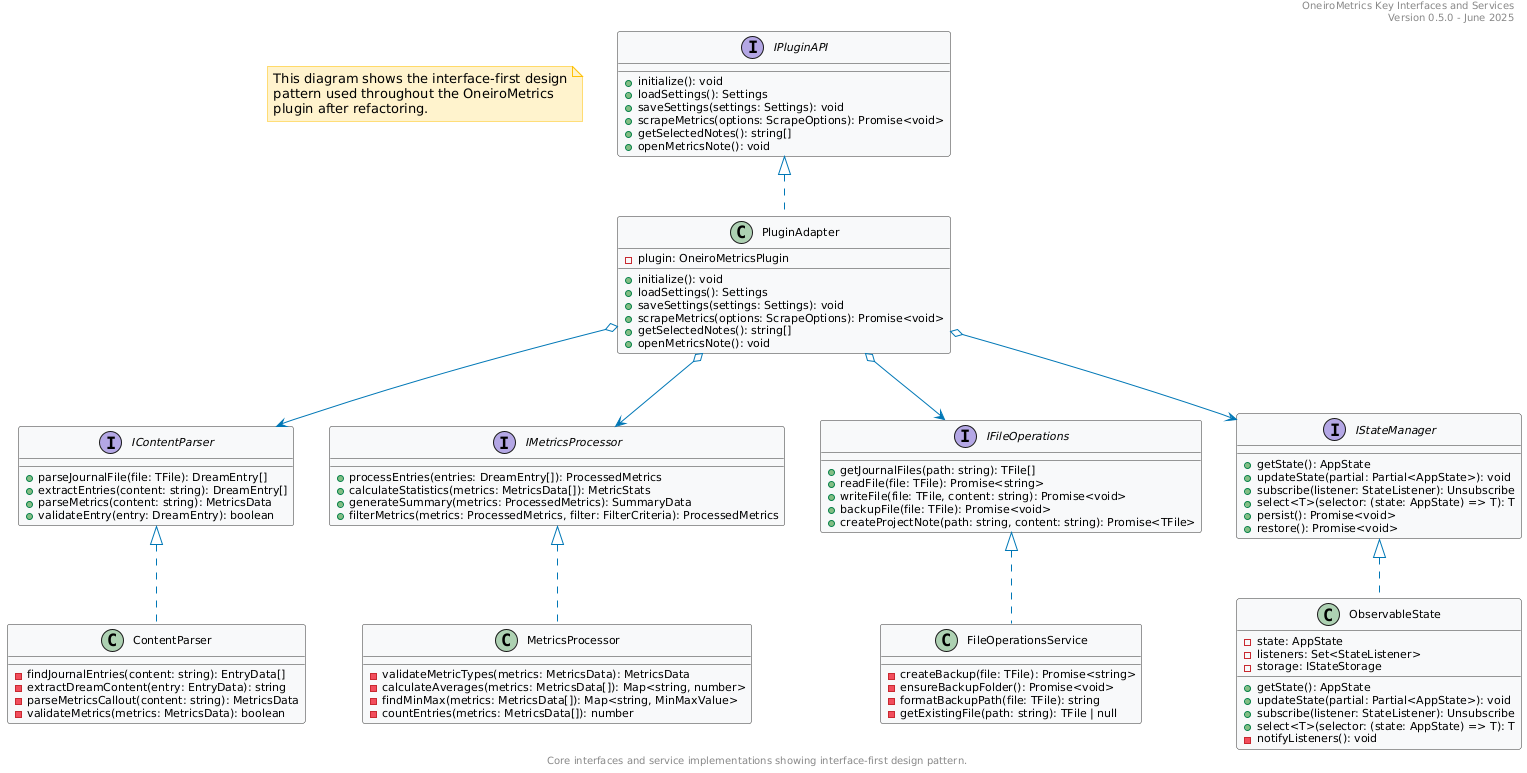 OneiroMetrics Key Interfaces and Services
Version 0.5.0 - June 2025
This diagram shows the interface-first design
pattern used throughout the OneiroMetrics
plugin after refactoring.
I IPluginAPI
initialize(): void
loadSettings(): Settings
saveSettings(settings: Settings): void
scrapeMetrics(options: ScrapeOptions): Promise<void>
getSelectedNotes(): string[]
openMetricsNote(): void
C PluginAdapter
plugin: OneiroMetricsPlugin
initialize(): void
loadSettings(): Settings
saveSettings(settings: Settings): void
scrapeMetrics(options: ScrapeOptions): Promise<void>
getSelectedNotes(): string[]
openMetricsNote(): void
I IContentParser
parseJournalFile(file: TFile): DreamEntry[]
extractEntries(content: string): DreamEntry[]
parseMetrics(content: string): MetricsData
validateEntry(entry: DreamEntry): boolean
I IMetricsProcessor
processEntries(entries: DreamEntry[]): ProcessedMetrics
calculateStatistics(metrics: MetricsData[]): MetricStats
generateSummary(metrics: ProcessedMetrics): SummaryData
filterMetrics(metrics: ProcessedMetrics, filter: FilterCriteria): ProcessedMetrics
I IFileOperations
getJournalFiles(path: string): TFile[]
readFile(file: TFile): Promise<string>
writeFile(file: TFile, content: string): Promise<void>
backupFile(file: TFile): Promise<void>
createProjectNote(path: string, content: string): Promise<TFile>
I IStateManager
getState(): AppState
updateState(partial: Partial<AppState>): void
subscribe(listener: StateListener): Unsubscribe
select<T>(selector: (state: AppState) => T): T
persist(): Promise<void>
restore(): Promise<void>
C ContentParser
findJournalEntries(content: string): EntryData[]
extractDreamContent(entry: EntryData): string
parseMetricsCallout(content: string): MetricsData
validateMetrics(metrics: MetricsData): boolean
C MetricsProcessor
validateMetricTypes(metrics: MetricsData): MetricsData
calculateAverages(metrics: MetricsData[]): Map<string, number>
findMinMax(metrics: MetricsData[]): Map<string, MinMaxValue>
countEntries(metrics: MetricsData[]): number
C FileOperationsService
createBackup(file: TFile): Promise<string>
ensureBackupFolder(): Promise<void>
formatBackupPath(file: TFile): string
getExistingFile(path: string): TFile | null
C ObservableState
state: AppState
listeners: Set<StateListener>
storage: IStateStorage
getState(): AppState
updateState(partial: Partial<AppState>): void
subscribe(listener: StateListener): Unsubscribe
select<T>(selector: (state: AppState) => T): T
notifyListeners(): void
Core interfaces and service implementations showing interface-first design pattern.